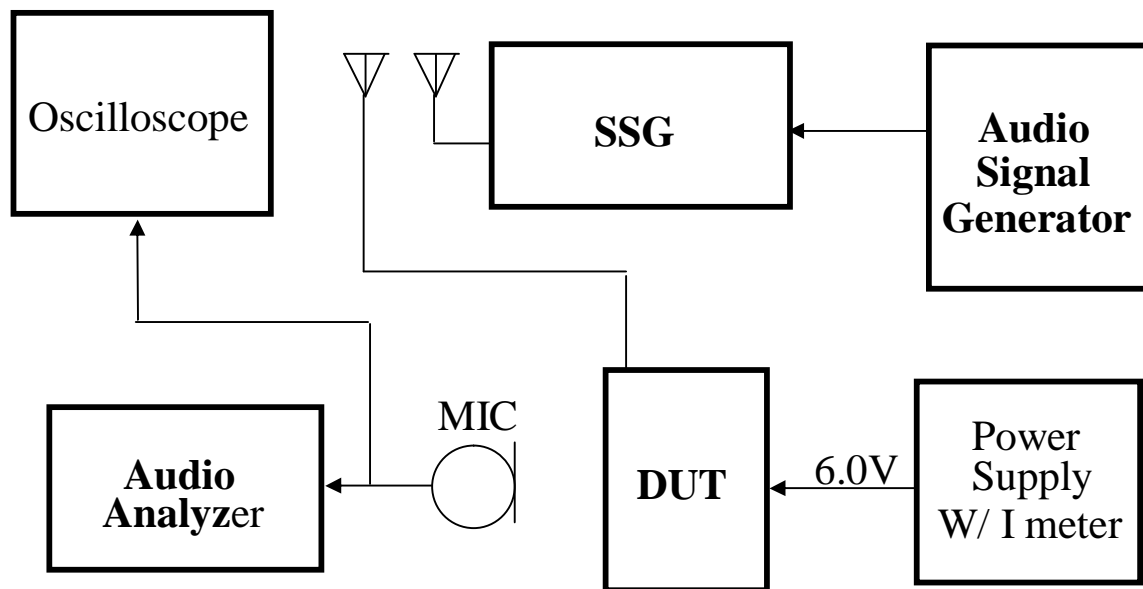 Oscilloscope
SSG
Audio
Signal
Generator
MIC
Audio
Analyzer
DUT
6.0V
Power
Supply
W/ I meter